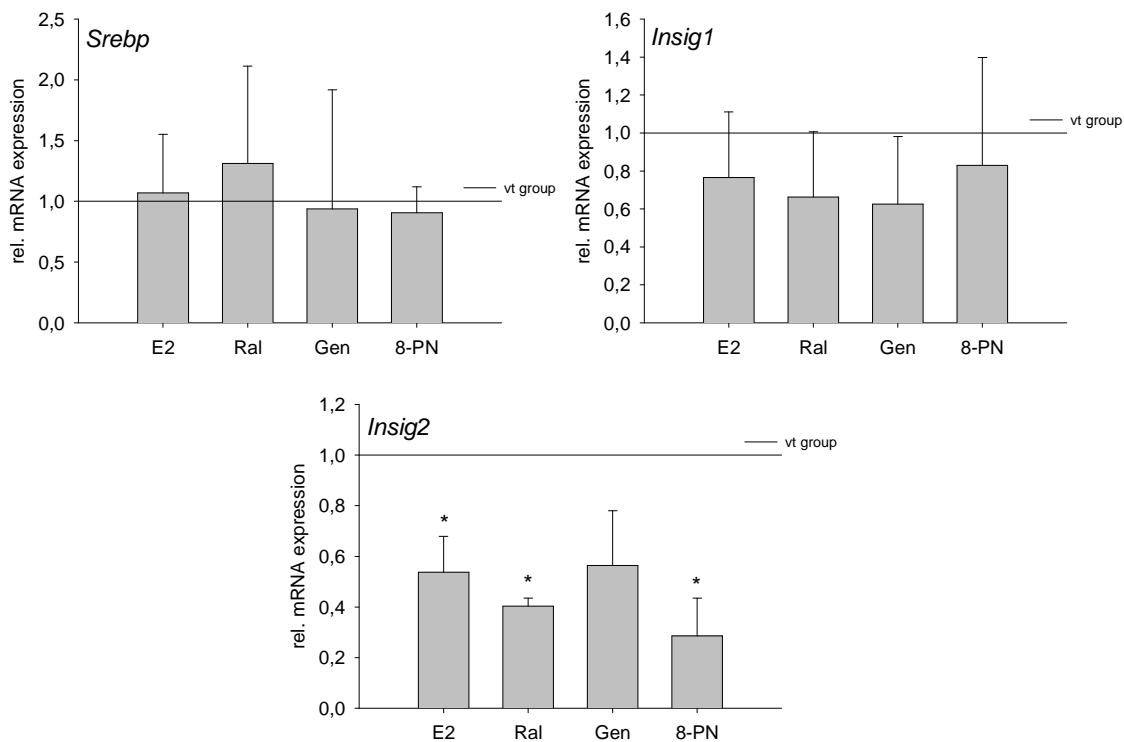 Srebp
rel. mRNA expression
2,5
2,0
1,5
1,0
0,5
0,0
vt group
E2 Ral Gen 8-PN
Insig1
rel. mRNA expression
1,6
1,4
1,2
1,0
0,8
0,6
0,4
0,2
0,0
vt group
E2 Ral Gen 8-PN
Insig2
rel. mRNA expression
1,2
1,0
0,8
0,6
0,4
0,2
0,0
vt group
* * *
E2 Ral Gen 8-PN